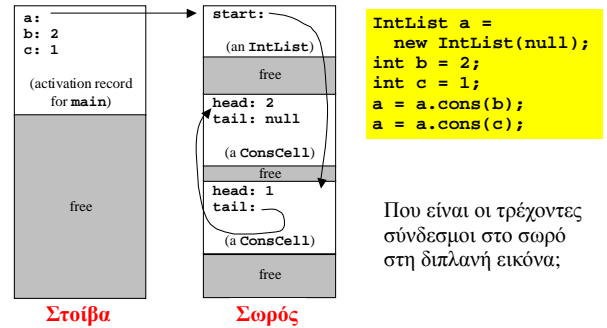 a:
b: 2
c: 1
(activation record
for main)
free
Στοίβα
start:
(an IntList)
free
head: 2
tail: null
(a ConsCell)
free
head: 1
tail:
(a ConsCell)
free
Σωρός
IntList a =
new IntList(null);
int b = 2;
int c = 1;
a = a.cons(b);
a = a.cons(c);
Που είναι οι τρέχοντες
σύνδεσμοι στο σωρό
στη διπλανή εικόνα;